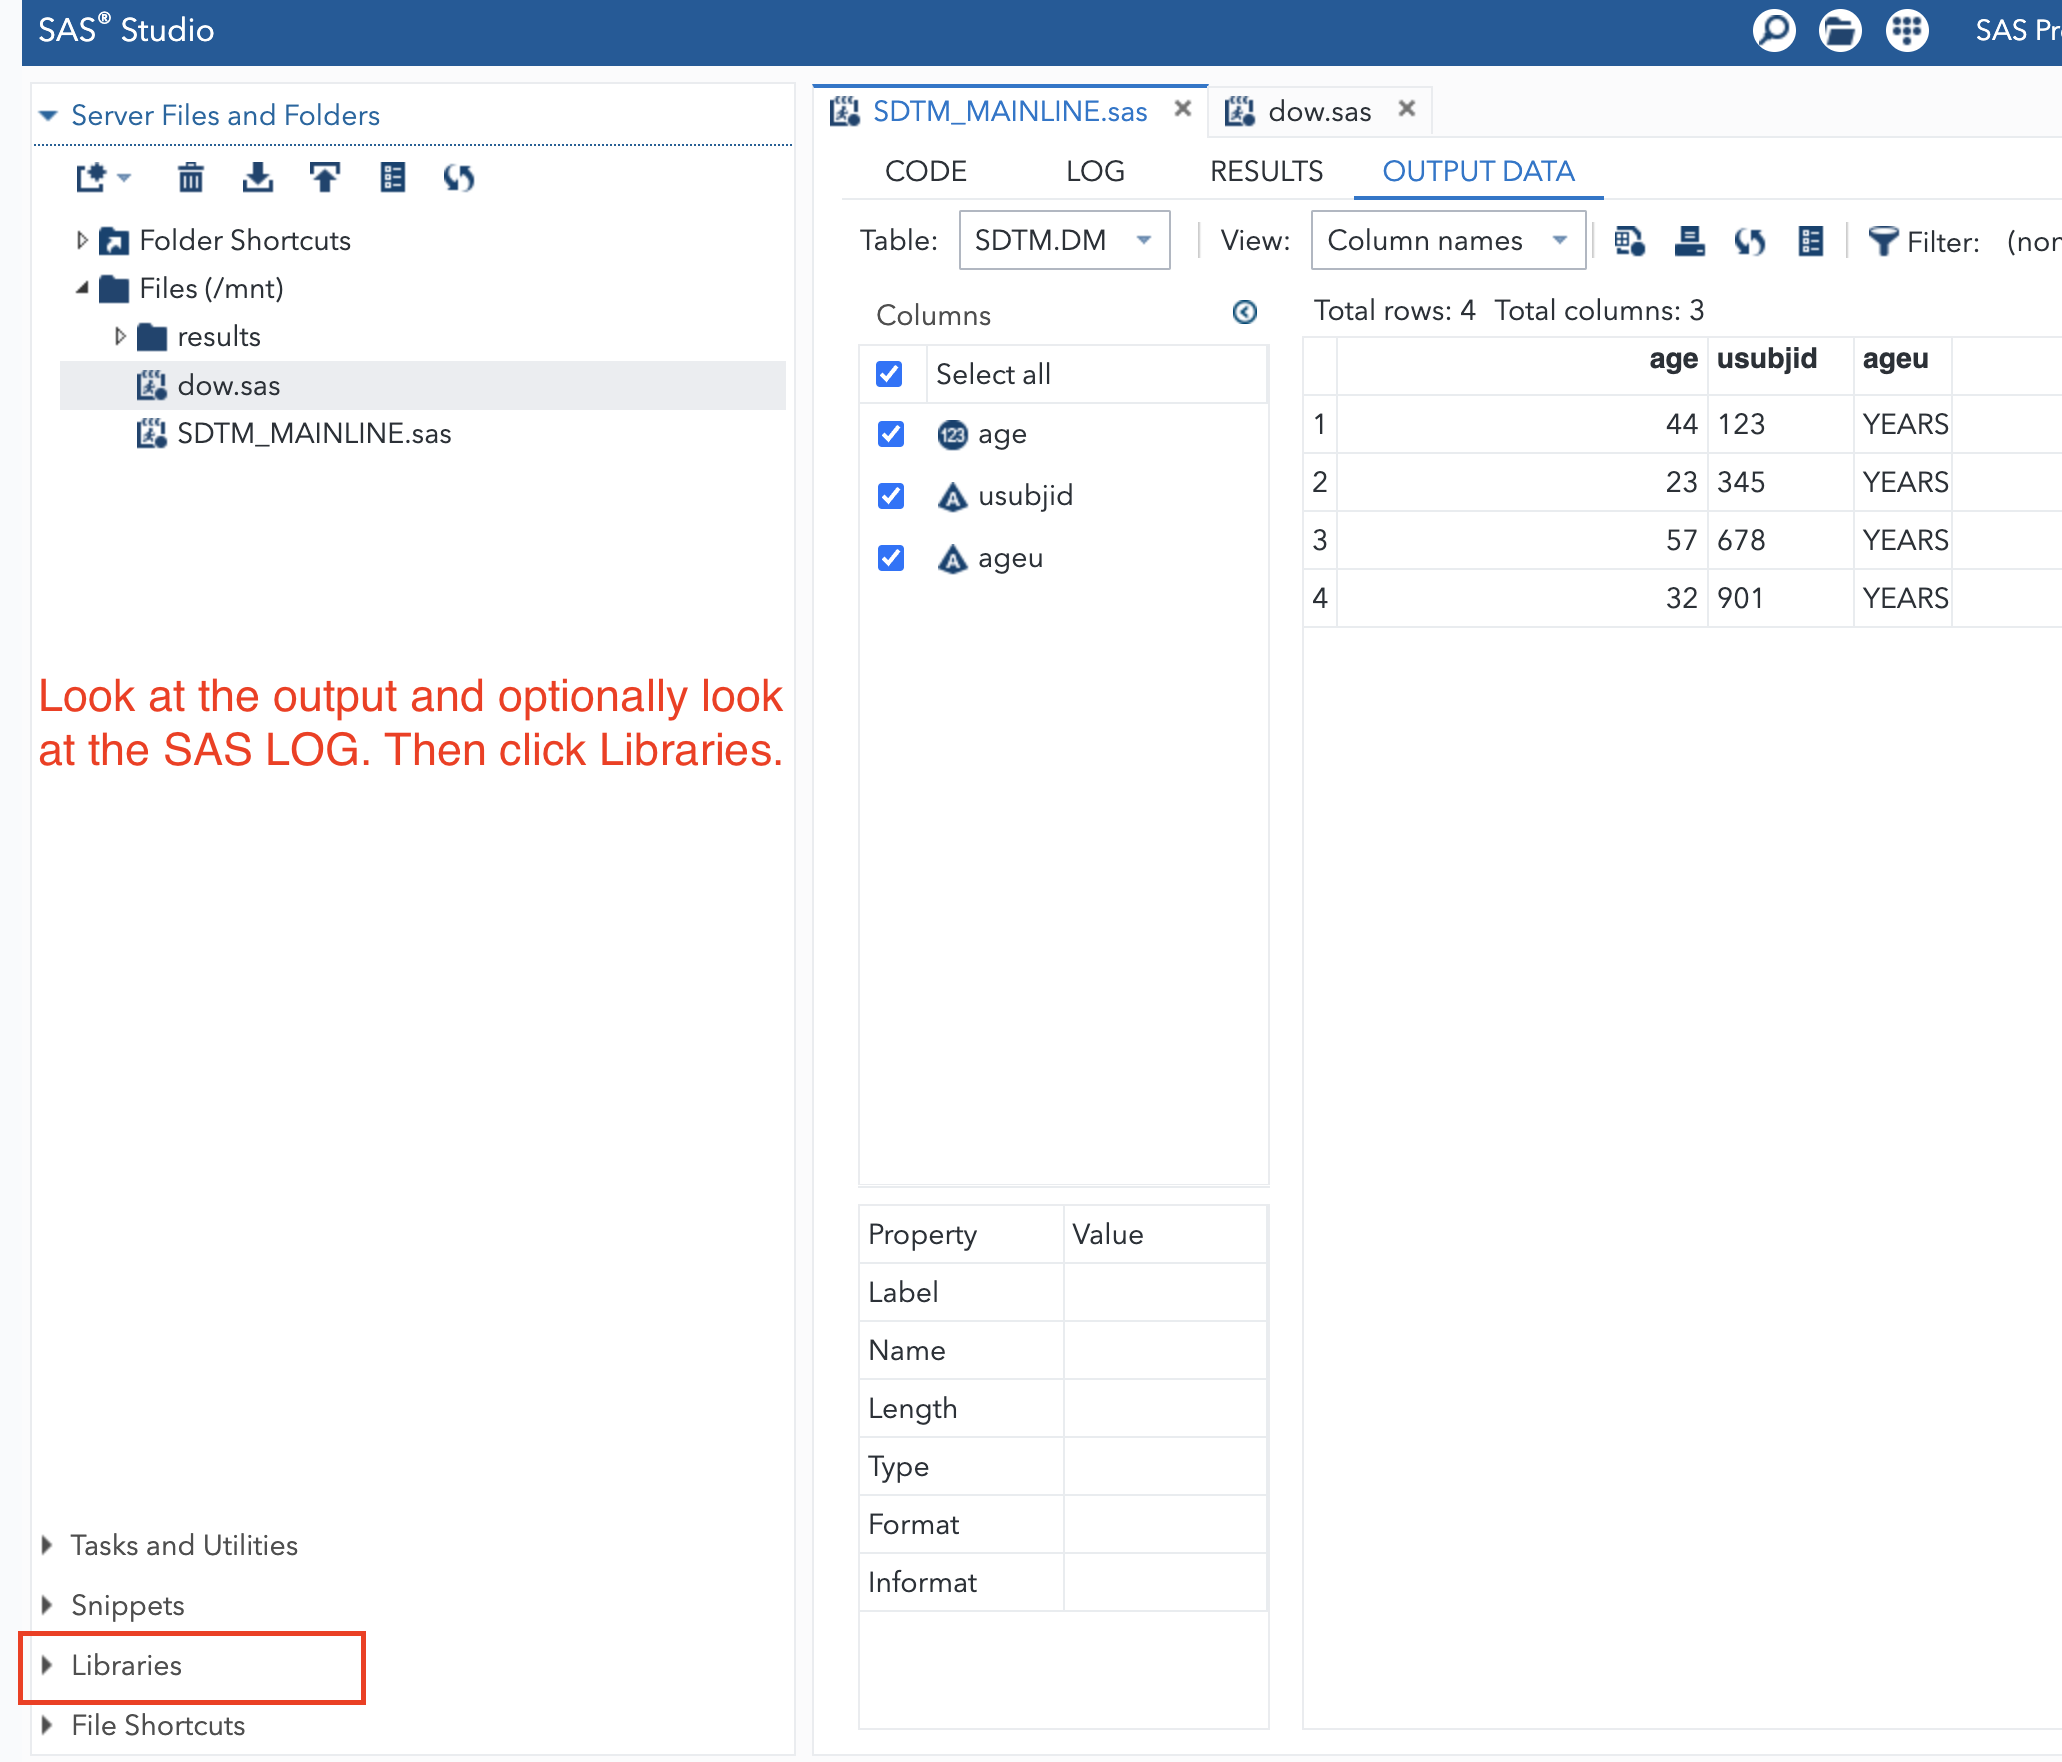 SAS® Studio
SAS Pr
Server Files and Folders
Folder Shortcuts
Files (/mnt)
results
dow.sas
SDTM_MAINLINE.sas
Look at the output and optionally look
at the SAS LOG. Then click Libraries.
Tasks and Utilities
Snippets
Libraries
File Shortcuts
SDTM_MAINLINE.sas
dow.sas
CODE LOG RESULTS OUTPUT DATA
Table: SDTM.DM View: Column names Filter: (non
Columns
Select all
123 age
A usubjid
A ageu
Property Value
Label
Name
Length
Type
Format
Informat
Total rows: 4 Total columns: 3
age usubjid ageu
1 44 123 YEARS
2 23 345 YEARS
3 57 678 YEARS
4 32 901 YEARS